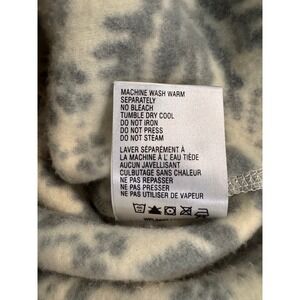 MACHINE WASH WARM
SEPARATELY
NO BLEACH
TUMBLE DRY COOL
DO NOT IRON
DO NOT PRESS
DO NOT STEAM
LAVER SÉPARÉMENT À
LA MACHINE À L' EAU TIÈDE
AUCUN JAVELLISANT
CULBUTAGE SANS CHALEUR
NE PAS REPASSER
NE PAS PRESSER
NE PAS UTILISER DE VAPEUR